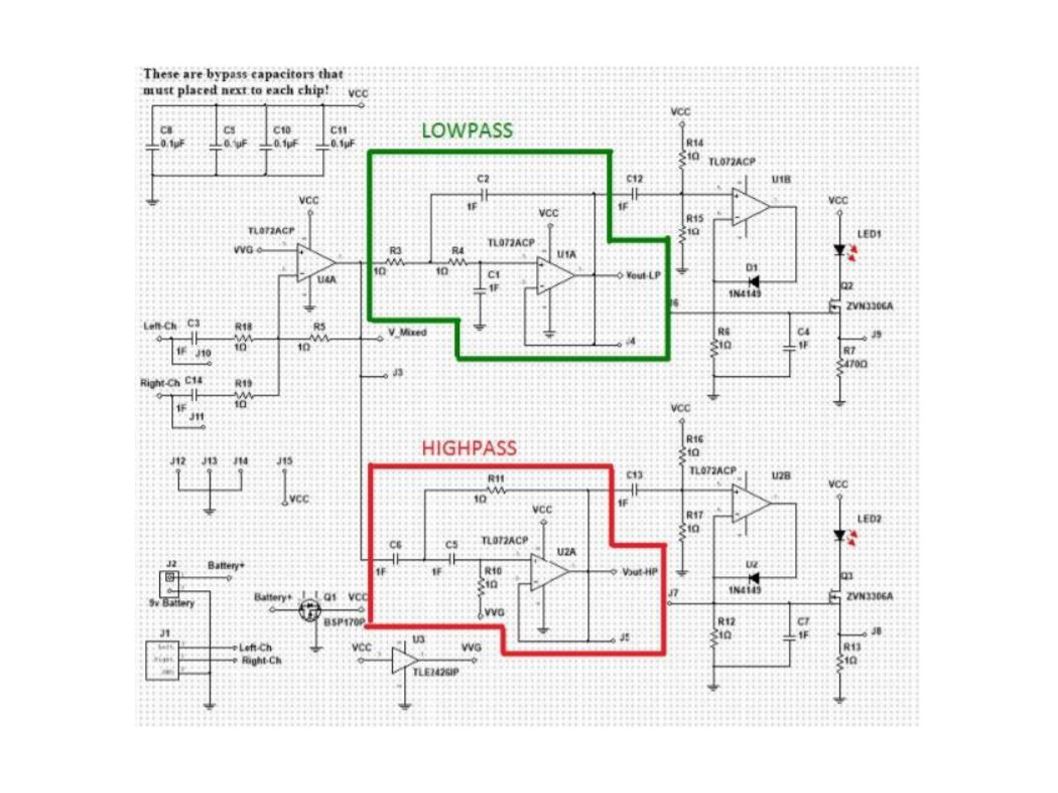 These are bypass capacitors that
must placed next to each chip!
VCC
C8
0.1µF
C5
0.1µF
C10
0.1µF
C11
0.1µF
LOWPASS
VCC
R14
1Ω
TL072ACP
U1B
C2
1F
C12
1F
VCC
TL072ACP
VVG
U4A
R3
1Ω
R4
1Ω
VCC
TL072ACP
U1A
C1
1F
Vout-LP
J4
R15
1Ω
D1
1N4149
VCC
LED1
Q2
ZVN3306A
J6
R6
1Ω
C4
1F
J9
R7
470Ω
Left-Ch
C3
1F
J10
R18
1Ω
R5
1Ω
V_Mixed
J3
Right-Ch
C14
1F
J11
R19
1Ω
HIGHPASS
VCC
R16
1Ω
TL072ACP
U2B
J12
J13
J14
J15
VCC
R11
1Ω
C13
1F
VCC
TL072ACP
U2A
C6
1F
C5
1F
R10
1Ω
VVG
Vout-HP
J5
R17
1Ω
D2
1N4149
VCC
LED2
Q3
ZVN3306A
J7
R12
1Ω
C7
1F
J8
R13
1Ω
J2
9v Battery
Battery+
Battery+
Q1
VCC
BSP170P
J1
Left-Ch
Right-Ch
VCC
U3
VVG
TLE2426IP